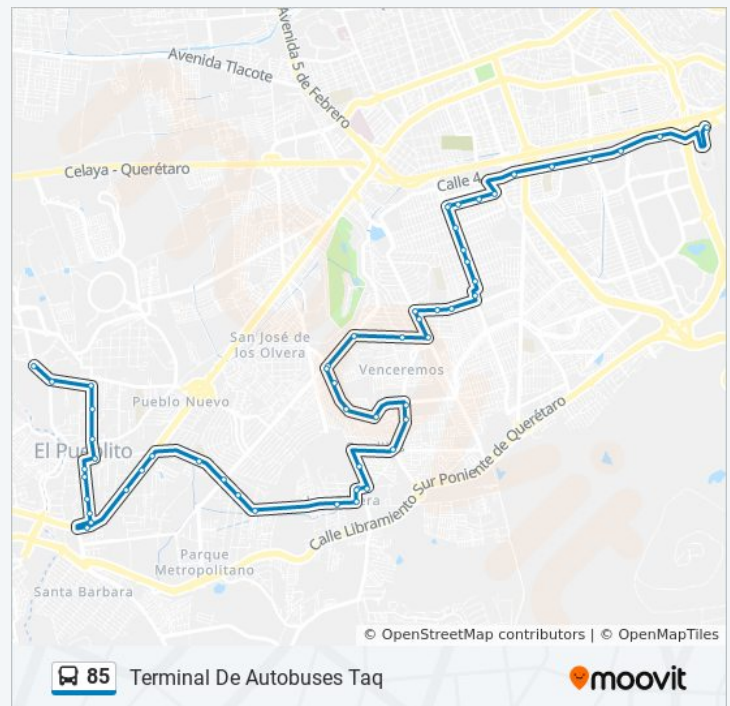 Avenida 5 de Febrero
Avenida Tlacote
Celaya - Querétaro
Calle 4
San José de
los Olvera
Venceremos
Pueblo Nuevo
El Pueblito
Calle Libramiento Sur Poniente de Querétaro
Parque
Metropolitano
Santa Barbara
© OpenStreetMap contributors | © OpenMapTiles
85 Terminal De Autobuses Taq
moovit